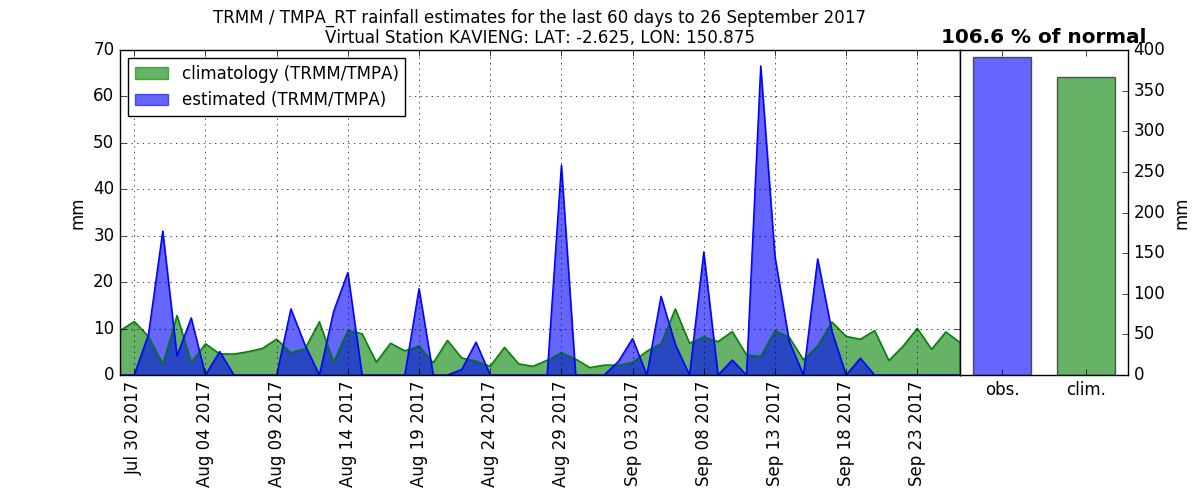 TRMM / TMPA_RT rainfall estimates for the last 60 days to 26 September 2017
Virtual Station KAVIENG: LAT: -2.625, LON: 150.875
106.6 % of normal
climatology (TRMM/TMPA)
estimated (TRMM/TMPA)
70
60
50
40
30
20
10
0
mm
Jul 30 2017
Aug 04 2017
Aug 09 2017
Aug 14 2017
Aug 19 2017
Aug 24 2017
Aug 29 2017
Sep 03 2017
Sep 08 2017
Sep 13 2017
Sep 18 2017
Sep 23 2017
obs.
clim.
400
350
300
250
200
150
100
50
0
mm